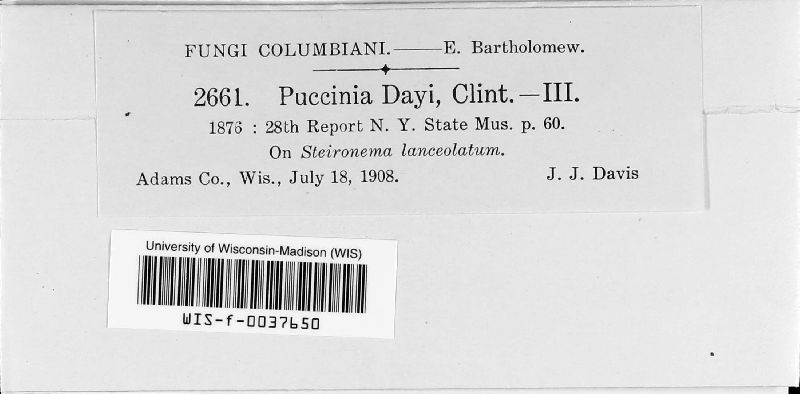 FUNGI COLUMBIANI.——E. Bartholomew.
2661. Puccinia Dayi, Clint.—III.
1876 : 28th Report N. Y. State Mus. p. 60.
On Steironema lanceolatum.
Adams Co., Wis., July 18, 1908. J. J. Davis
University of Wisconsin-Madison (WIS)
WIS-f-0037650